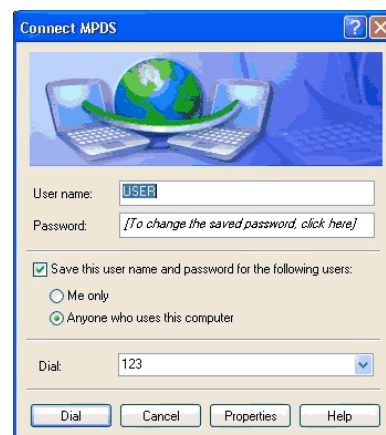 Connect MPDS
User name: USER
Password: [To change the saved password, click here]
Save this user name and password for the following users:
Me only
Anyone who uses this computer
Dial: 123
Dial Cancel Properties Help